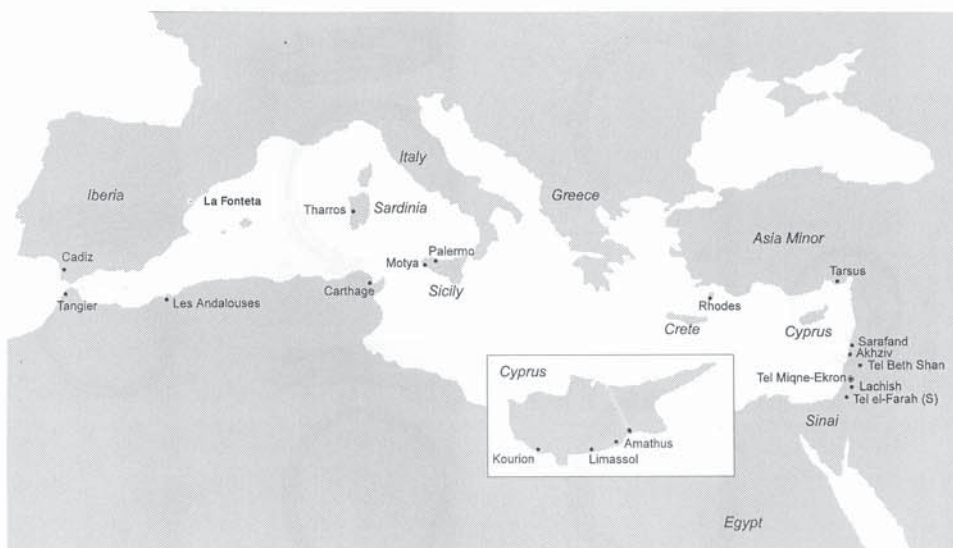 Italy
Greece
Iberia
La Fonteta
Tharros
Sardinia
Asia Minor
Cadiz
Motya
Palermo
Tarsus
Tangier
Les Andalouses
Carthage
Sicily
Rhodes
Crete
Cyprus
Sarafand
Akhziv
Tel Beth Shan
Tel Miqne-Ekron
Lachish
Tel el-Farah (S)
Sinai
Cyprus
Amathus
Kourion
Limassol
Egypt